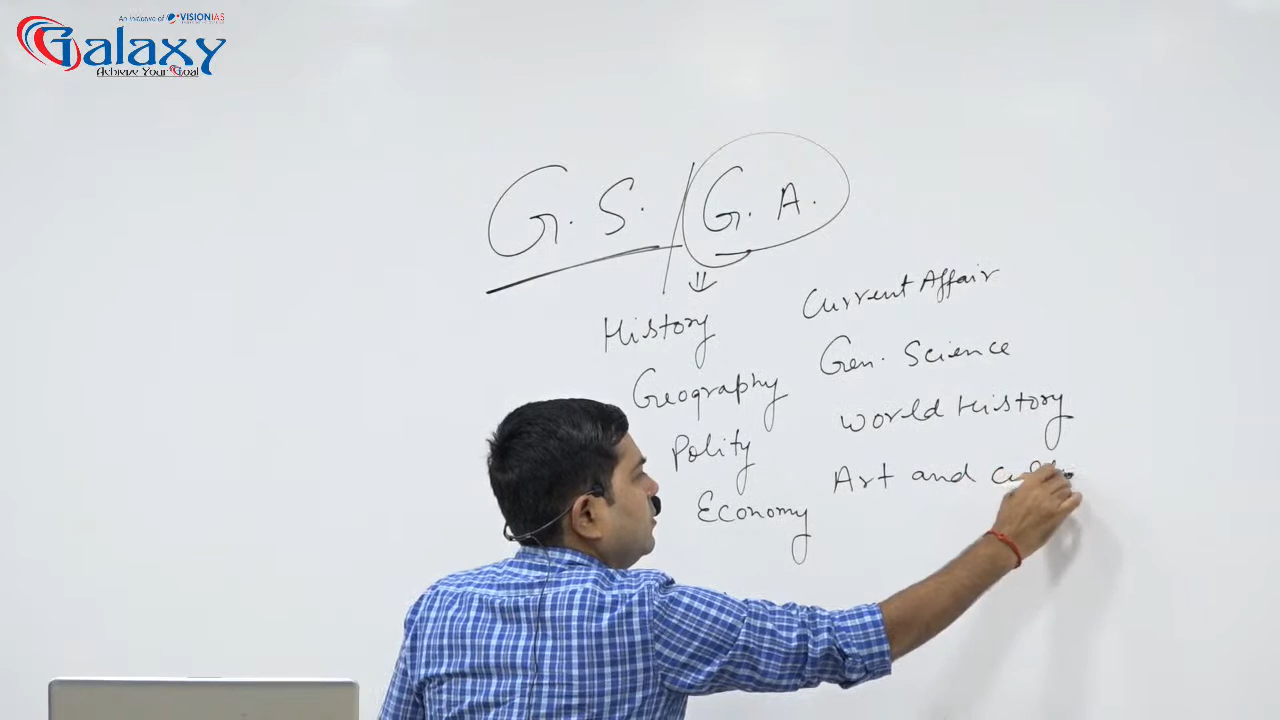 An initiative of VISIONIAS
Galaxy
Achieve Your Goal
G. S. / G. A.
History
Geography
Polity
Economy
Current Affair
Gen. Science
World History
Art and